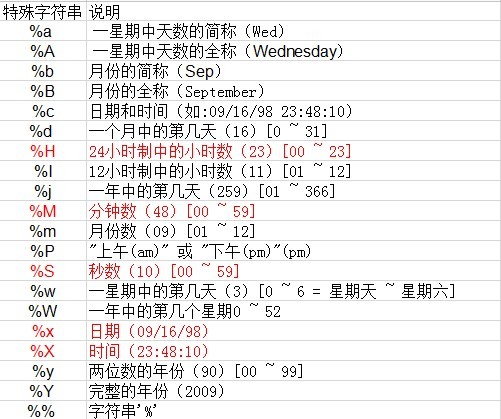 特殊字符串 说明
%a 一星期中天数的简称（Wed）
%A 一星期中天数的全称（Wednesday）
%b 月份的简称（Sep）
%B 月份的全称（September）
%c 日期和时间（如:09/16/98 23:48:10）
%d 一个月中的第几天（16）[0 ~ 31]
%H 24小时制中的小时数（23）[00 ~ 23]
%I 12小时制中的小时数（11）[01 ~ 12]
%j 一年中的第几天（259）[01 ~ 366]
%M 分钟数（48）[00 ~ 59]
%m 月份数（09）[01 ~ 12]
%P "上午(am)" 或 "下午(pm)"(pm)
%S 秒数（10）[00 ~ 59]
%w 一星期中的第几天（3）[0 ~ 6 = 星期天 ~ 星期六]
%W 一年中的第几个星期0 ~ 52
%x 日期（09/16/98）
%X 时间（23:48:10）
%y 两位数的年份（90）[00 ~ 99]
%Y 完整的年份（2009）
%% 字符串'%'